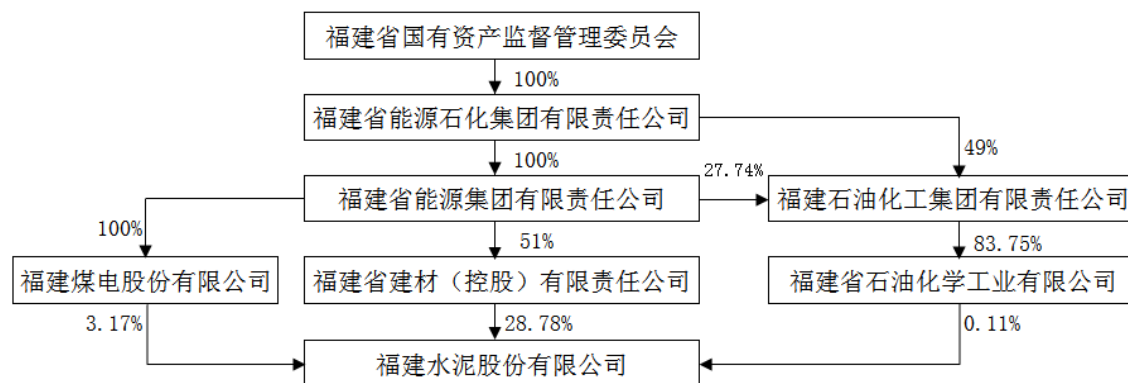 福建省国有资产监督管理委员会
100%
福建省能源石化集团有限责任公司
100%
49%
27.74%
福建省能源集团有限责任公司
福建石油化工集团有限责任公司
100%
51%
83.75%
福建煤电股份有限公司
福建省建材（控股）有限责任公司
福建省石油化学工业有限公司
3.17%
28.78%
0.11%
福建水泥股份有限公司